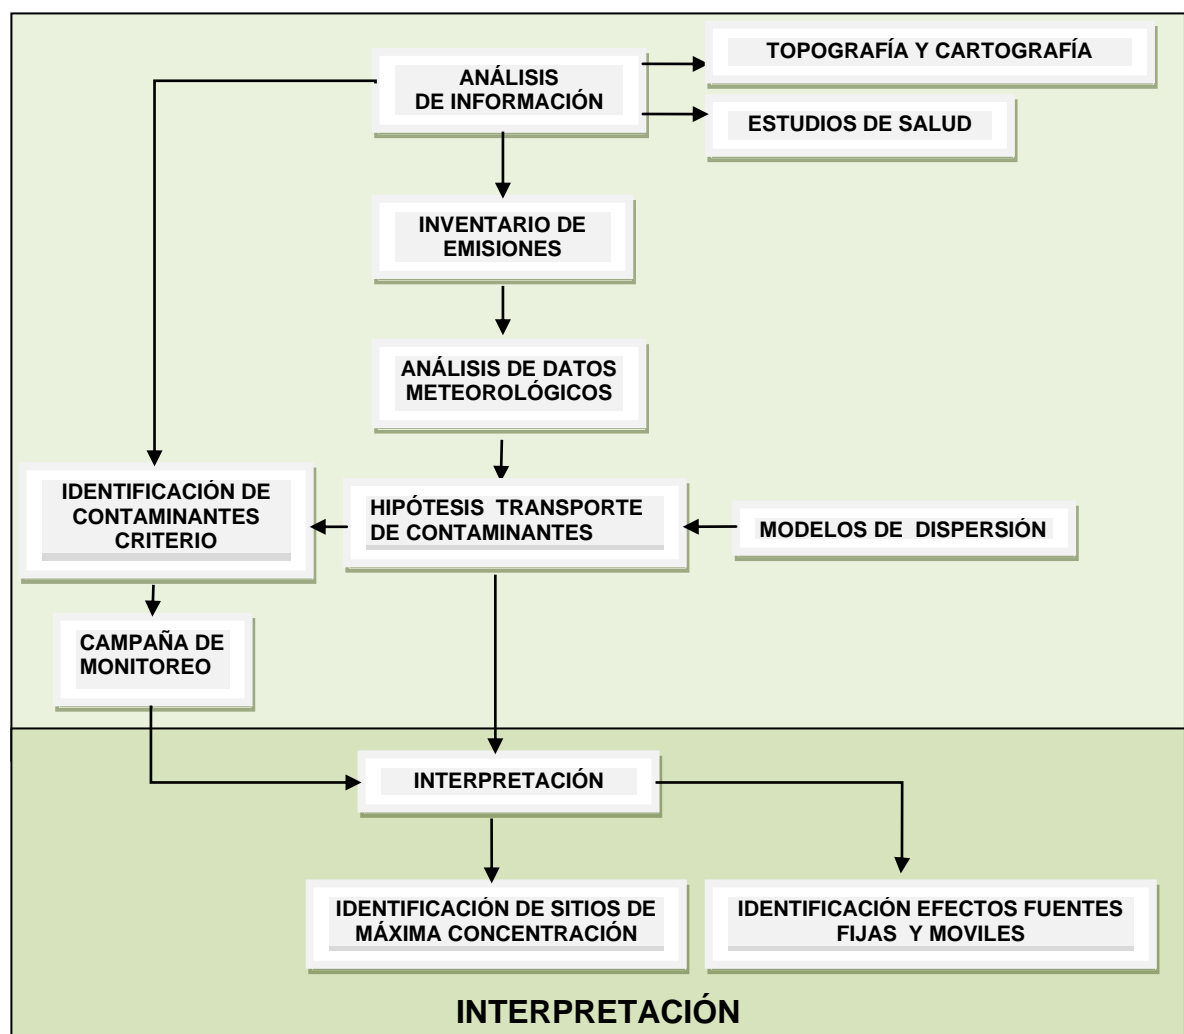 TOPOGRAFÍA Y CARTOGRAFÍA
ANÁLISIS
DE INFORMACIÓN
ESTUDIOS DE SALUD
INVENTARIO DE
EMISIONES
ANÁLISIS DE DATOS
METEOROLÓGICOS
IDENTIFICACIÓN DE
CONTAMINANTES
CRITERIO
HIPÓTESIS TRANSPORTE
DE CONTAMINANTES
MODELOS DE DISPERSIÓN
CAMPAÑA DE
MONITOREO
INTERPRETACIÓN
IDENTIFICACIÓN DE SITIOS DE
MÁXIMA CONCENTRACIÓN
IDENTIFICACIÓN EFECTOS FUENTES
FIJAS Y MOVILES
INTERPRETACIÓN